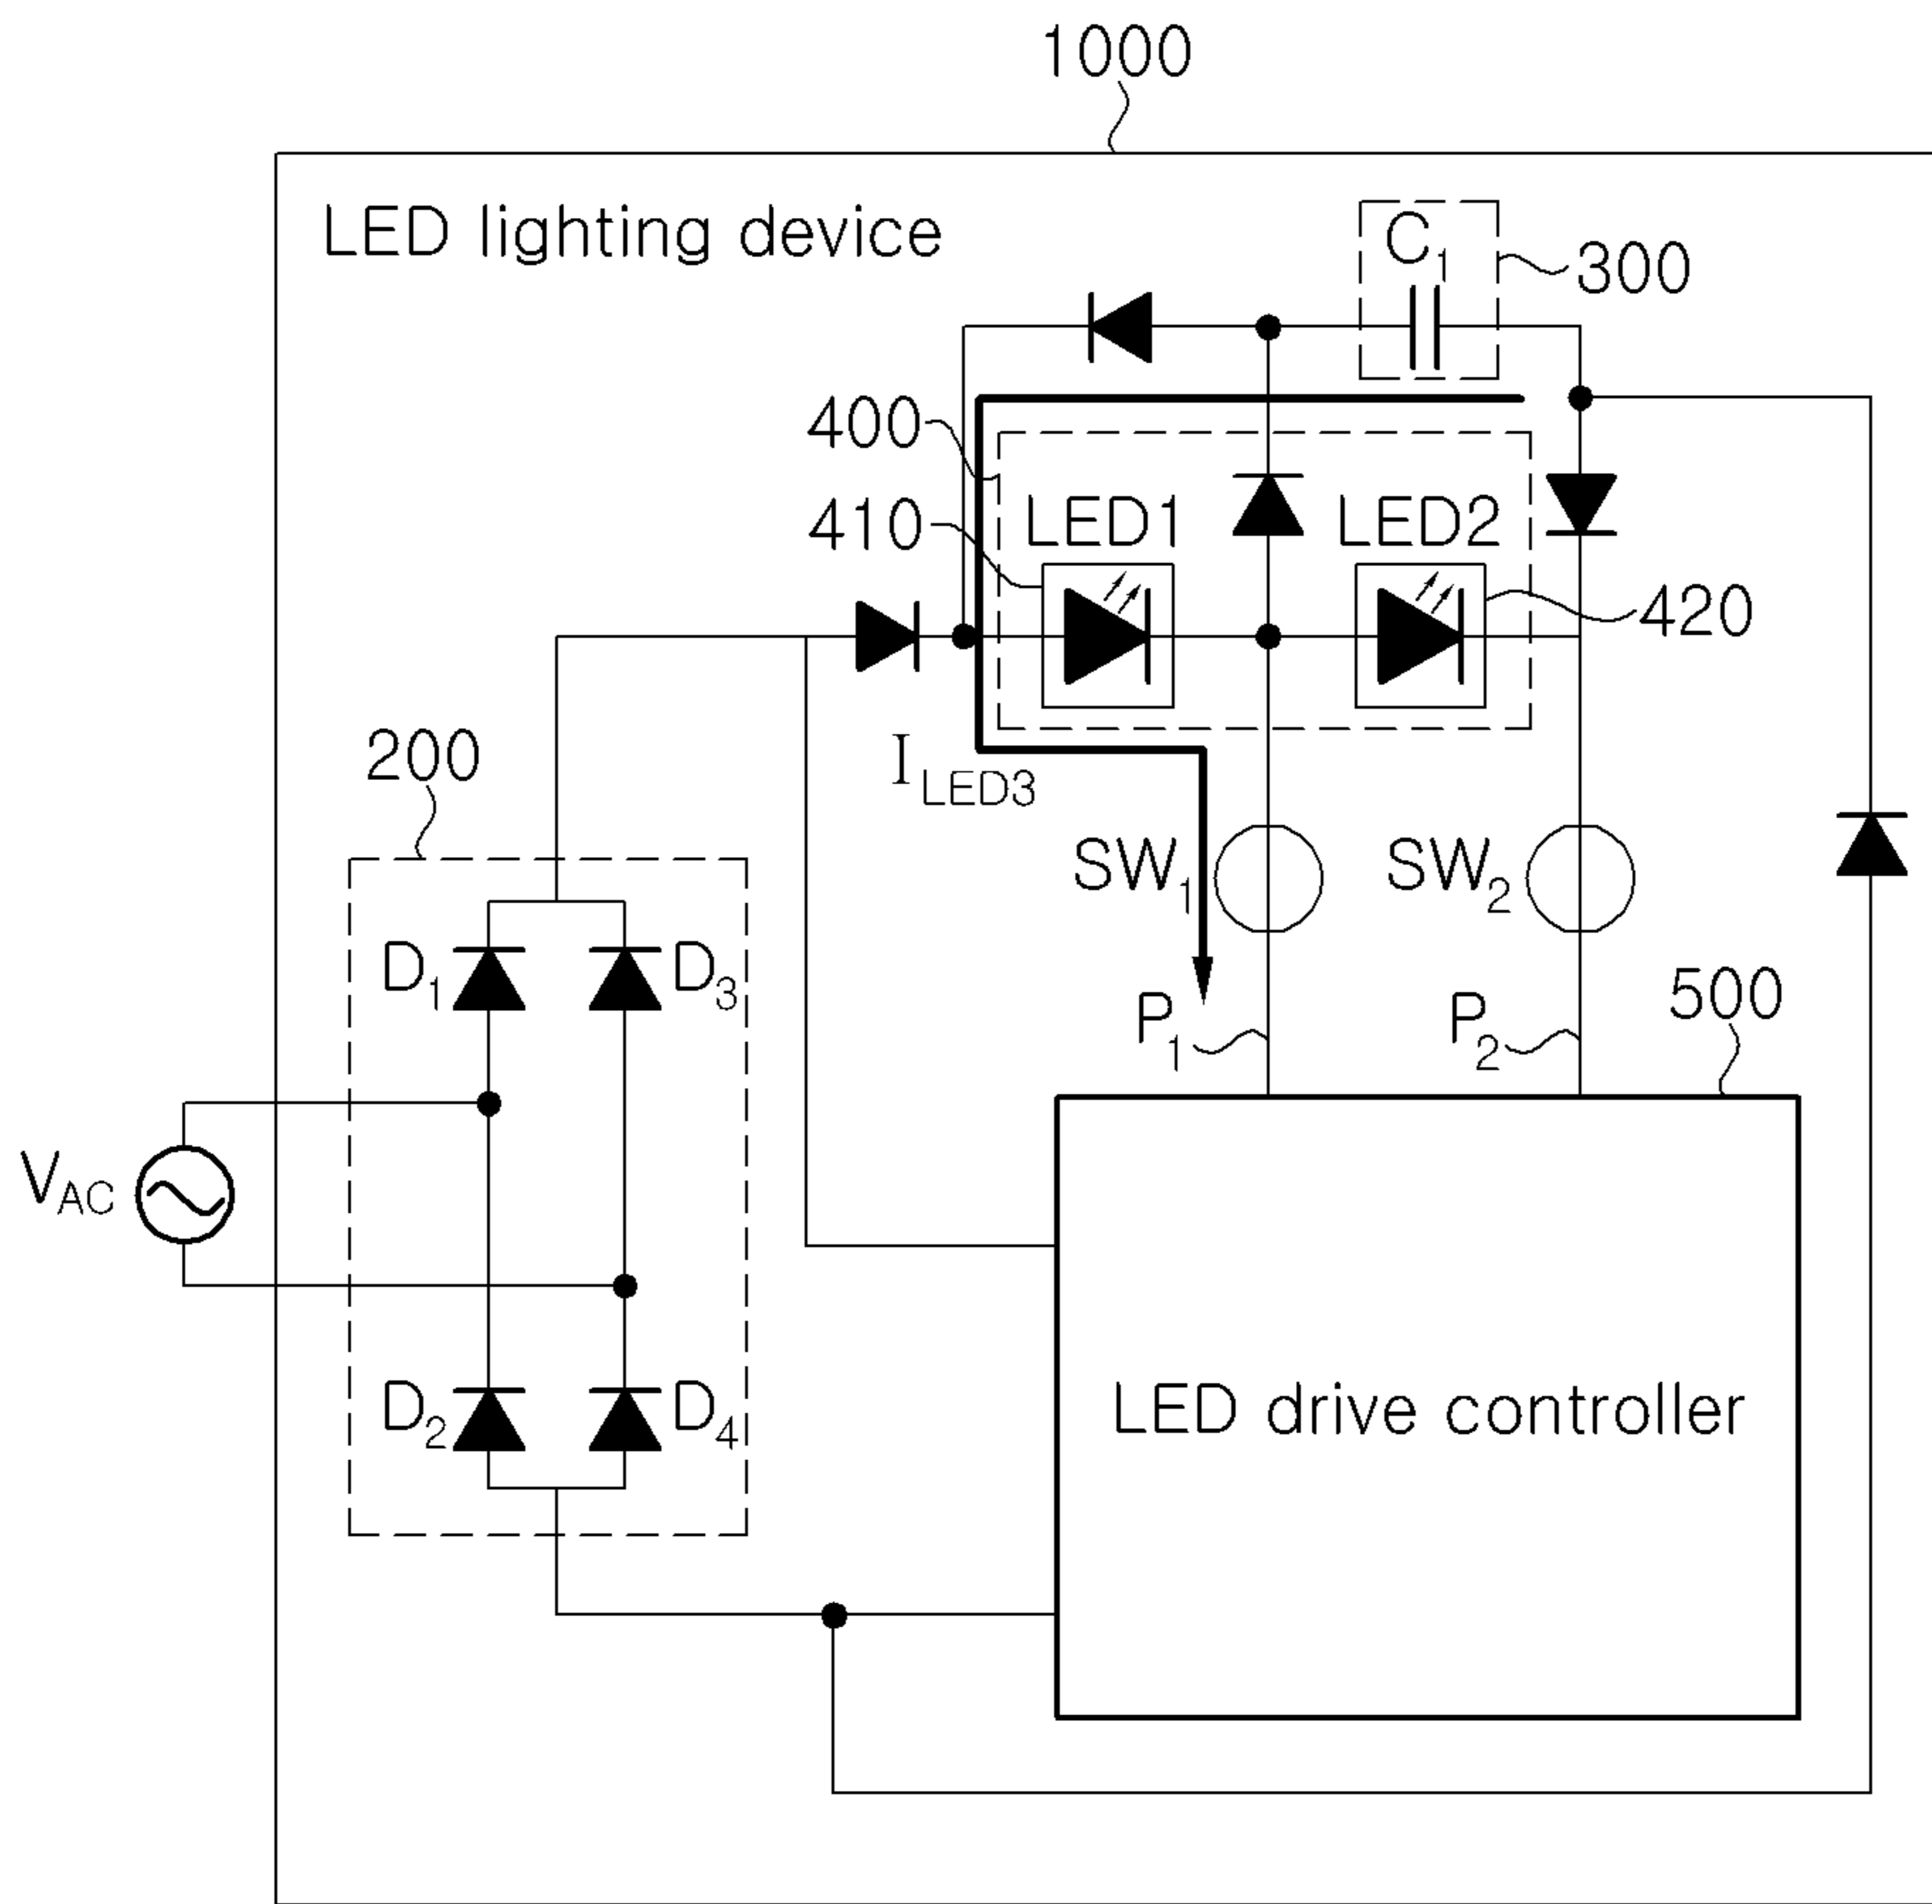 1000
LED lighting device
C1
300
400
410
LED1
LED2
420
200
ILED3
SW1
SW2
D1
D3
P1
P2
500
VAC
D2
D4
LED drive controller